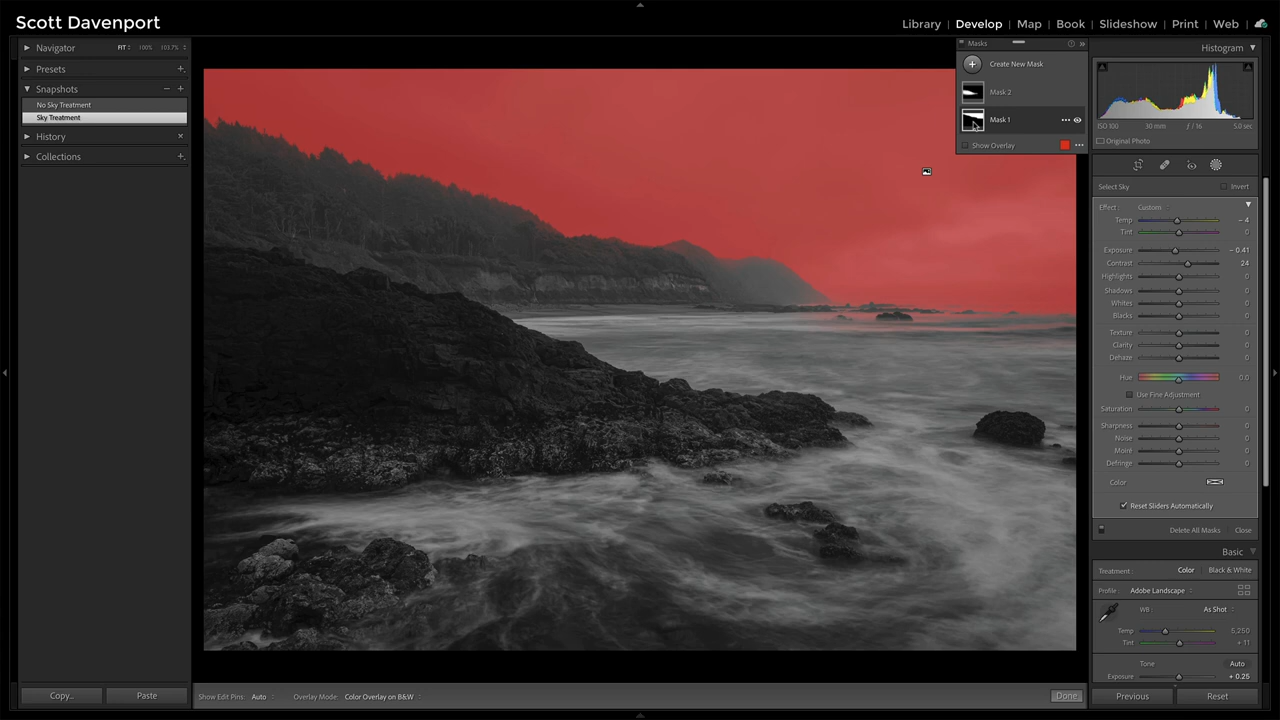 Scott Davenport
Library | Develop | Map | Book | Slideshow | Print | Web
Navigator FIT 100% 103.7%
Presets
Snapshots
No Sky Treatment
Sky Treatment
History
Collections
Masks
Create New Mask
Mask 2
Mask 1
Show Overlay
Histogram
ISO 100 30 mm ƒ / 16 5.0 sec
Original Photo
Select Sky Invert
Effect: Custom
Temp – 4
Tint 0
Exposure – 0.41
Contrast 24
Highlights 0
Shadows 0
Whites 0
Blacks 0
Texture 0
Clarity 0
Dehaze 0
Hue 0.0
Use Fine Adjustment
Saturation 0
Sharpness 0
Noise 0
Moiré 0
Defringe 0
Color
Reset Sliders Automatically
Delete All Masks Close
Basic
Treatment: Color Black & White
Profile: Adobe Landscape
WB: As Shot
Temp 5,250
Tint + 11
Tone Auto
Exposure + 0.25
Copy... Paste
Show Edit Pins: Auto Overlay Mode: Color Overlay on B&W Done
Previous Reset